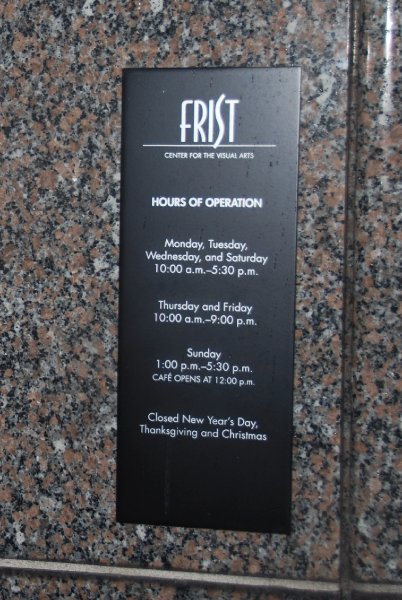 FRIST
CENTER FOR THE VISUAL ARTS
HOURS OF OPERATION
Monday, Tuesday,
Wednesday, and Saturday
10:00 a.m.–5:30 p.m.
Thursday and Friday
10:00 a.m.–9:00 p.m.
Sunday
1:00 p.m.–5:30 p.m.
CAFÉ OPENS AT 12:00 p.m.
Closed New Year's Day,
Thanksgiving and Christmas